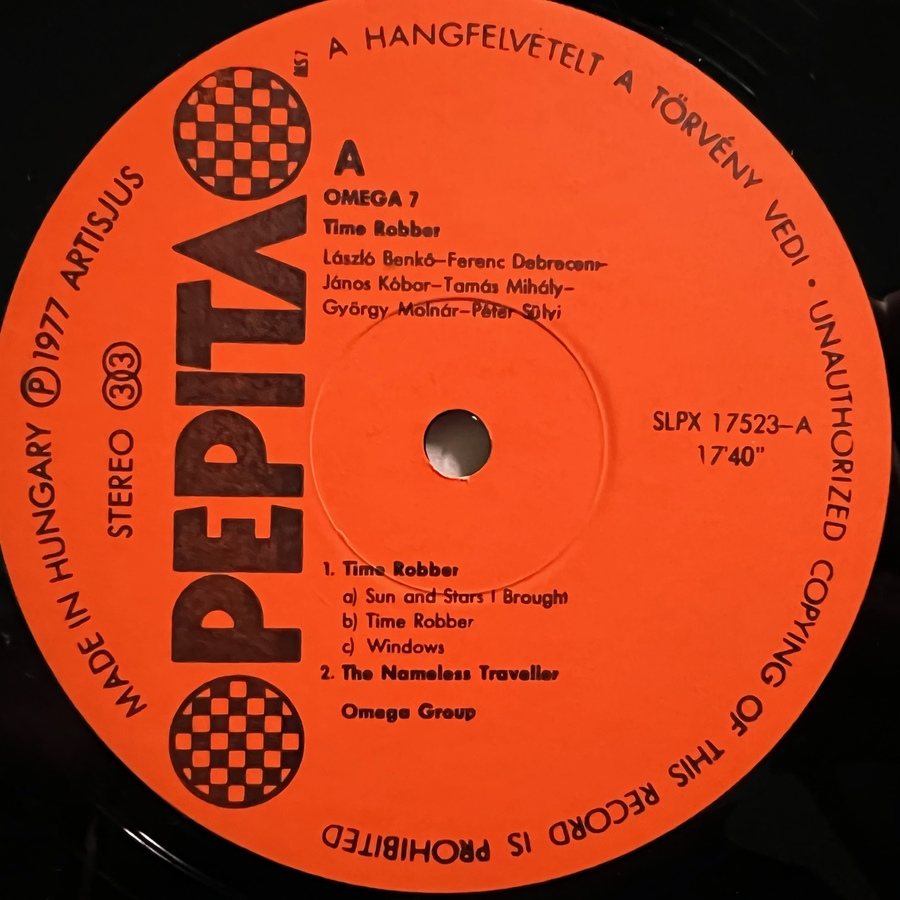 A HANGFELVÉTELT A TÖRVÉNY VÉDI • UNAUTHORIZED COPYING OF THIS RECORD IS PROHIBITED
MADE IN HUNGARY Ⓟ 1977 ARTISJUS
STEREO 33
PEPITA
A
OMEGA 7
Time Robber
László Benkő–Ferenc Debreceni–
János Kóbor–Tamás Mihály–
György Molnár–Péter Sülyi
SLPX 17523–A
17'40"
1. Time Robber
a) Sun and Stars I Brought
b) Time Robber
c) Windows
2. The Nameless Traveller
Omega Group